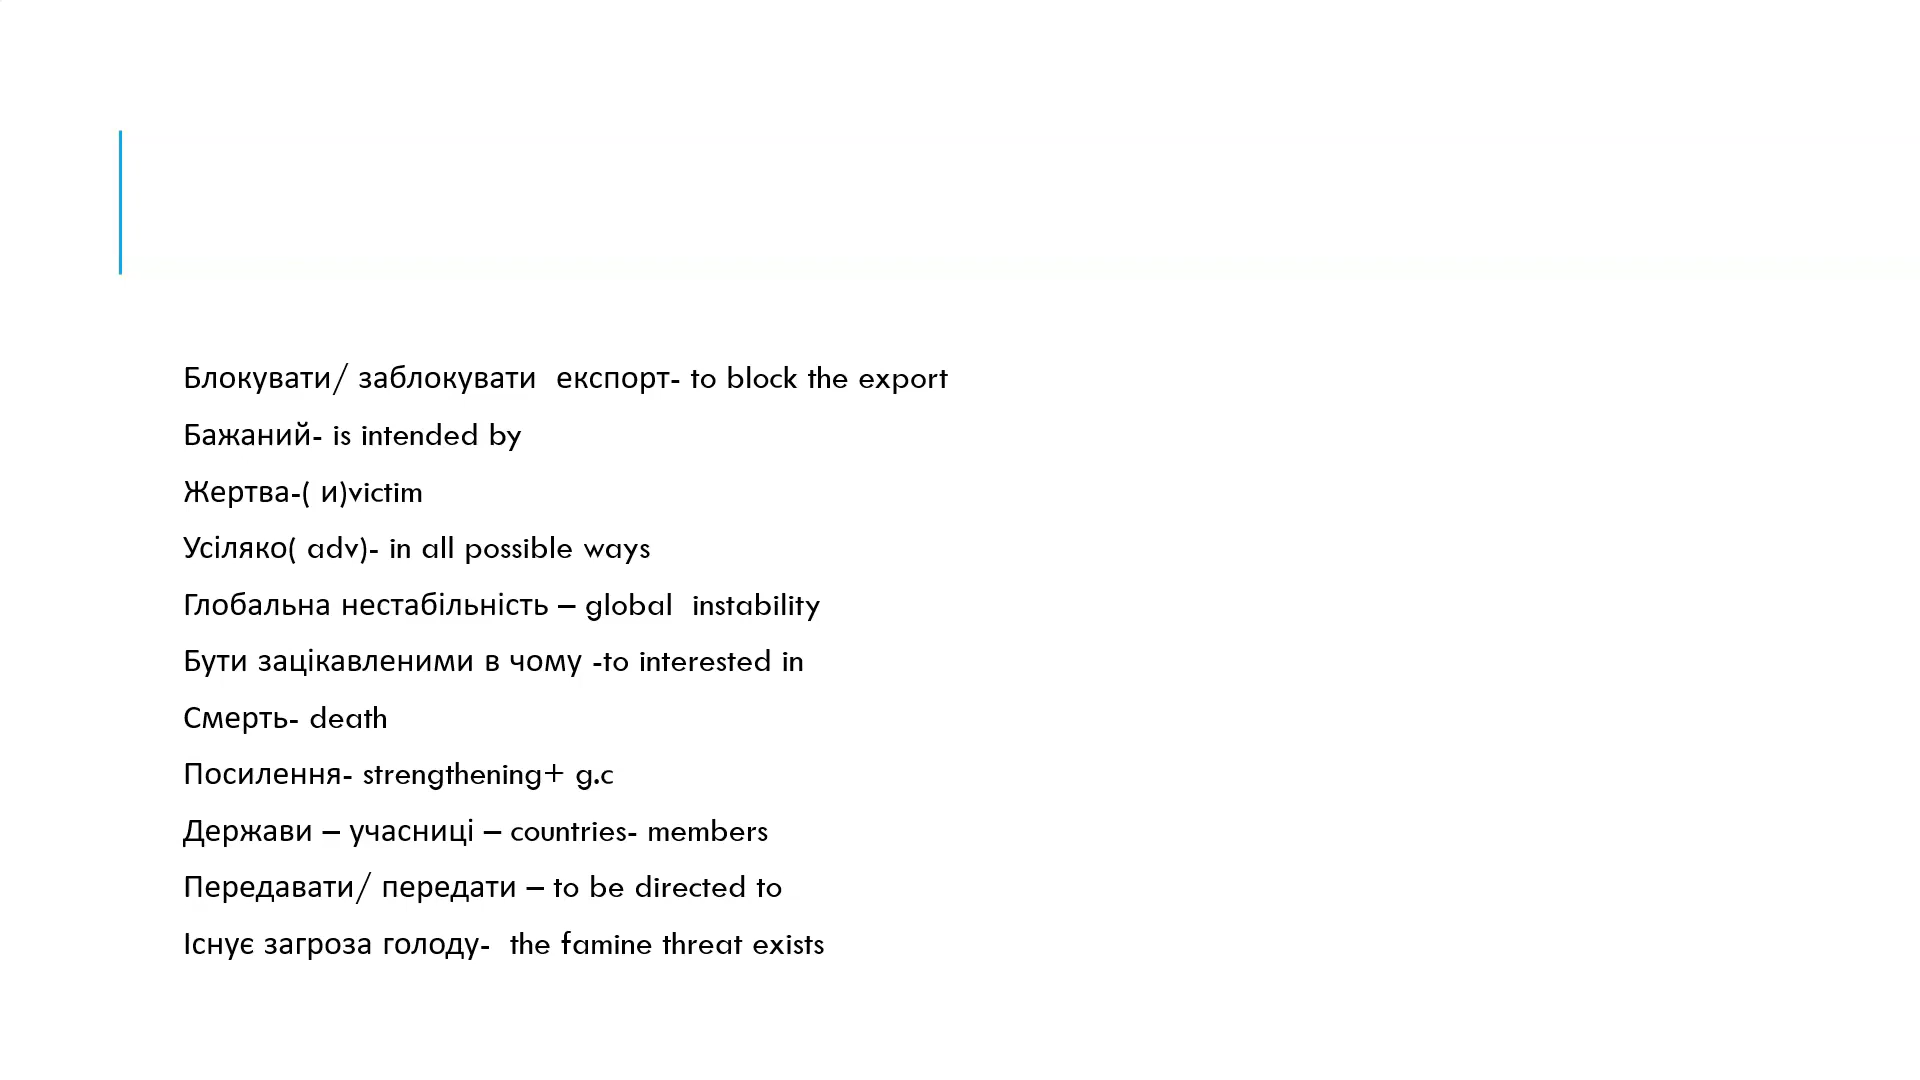 Блокувати/ заблокувати  експорт- to block the export
Бажаний- is intended by
Жертва-( и)victim
Усіляко( adv)- in all possible ways
Глобальна нестабільність – global  instability
Бути зацікавленими в чому -to interested in
Смерть- death
Посилення- strengthening+ g.c
Держави – учасниці – countries- members
Передавати/ передати – to be directed to
Існує загроза голоду-  the famine threat exists